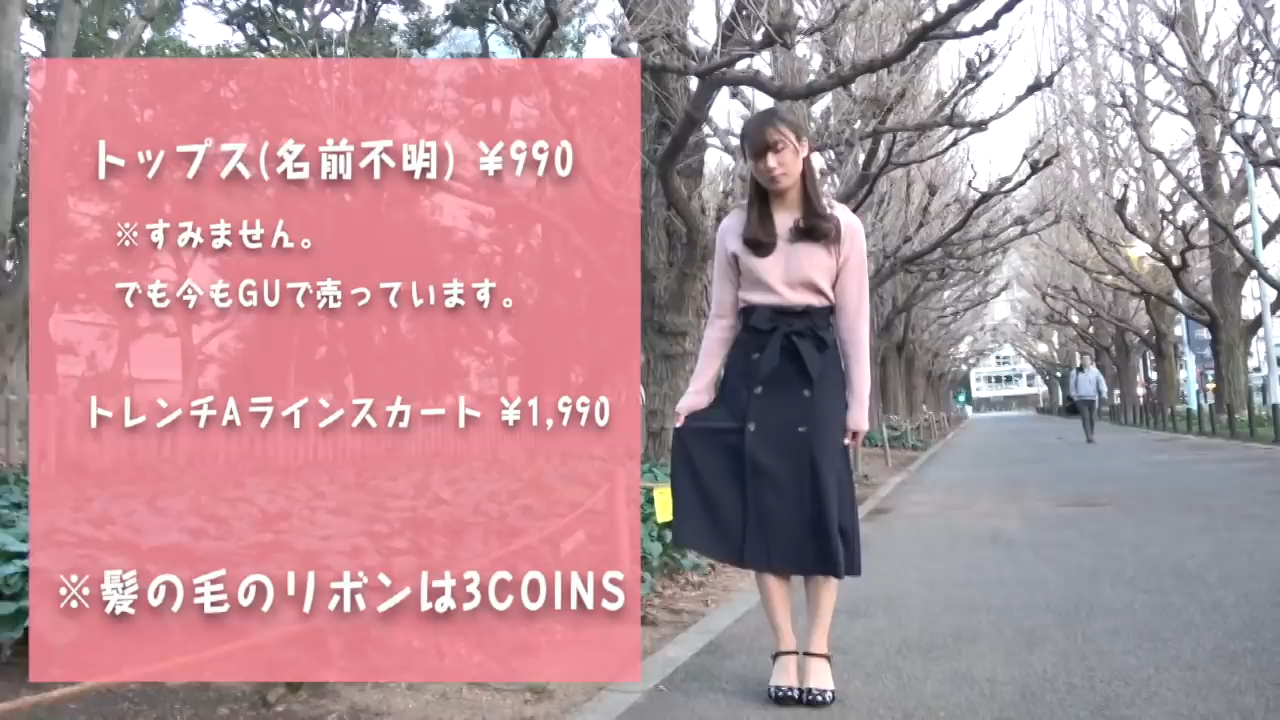 トップス(名前不明) ¥990
※すみません。
でも今もGUで売っています。
トレンチAラインスカート ¥1,990
※髪の毛のリボンは3COINS